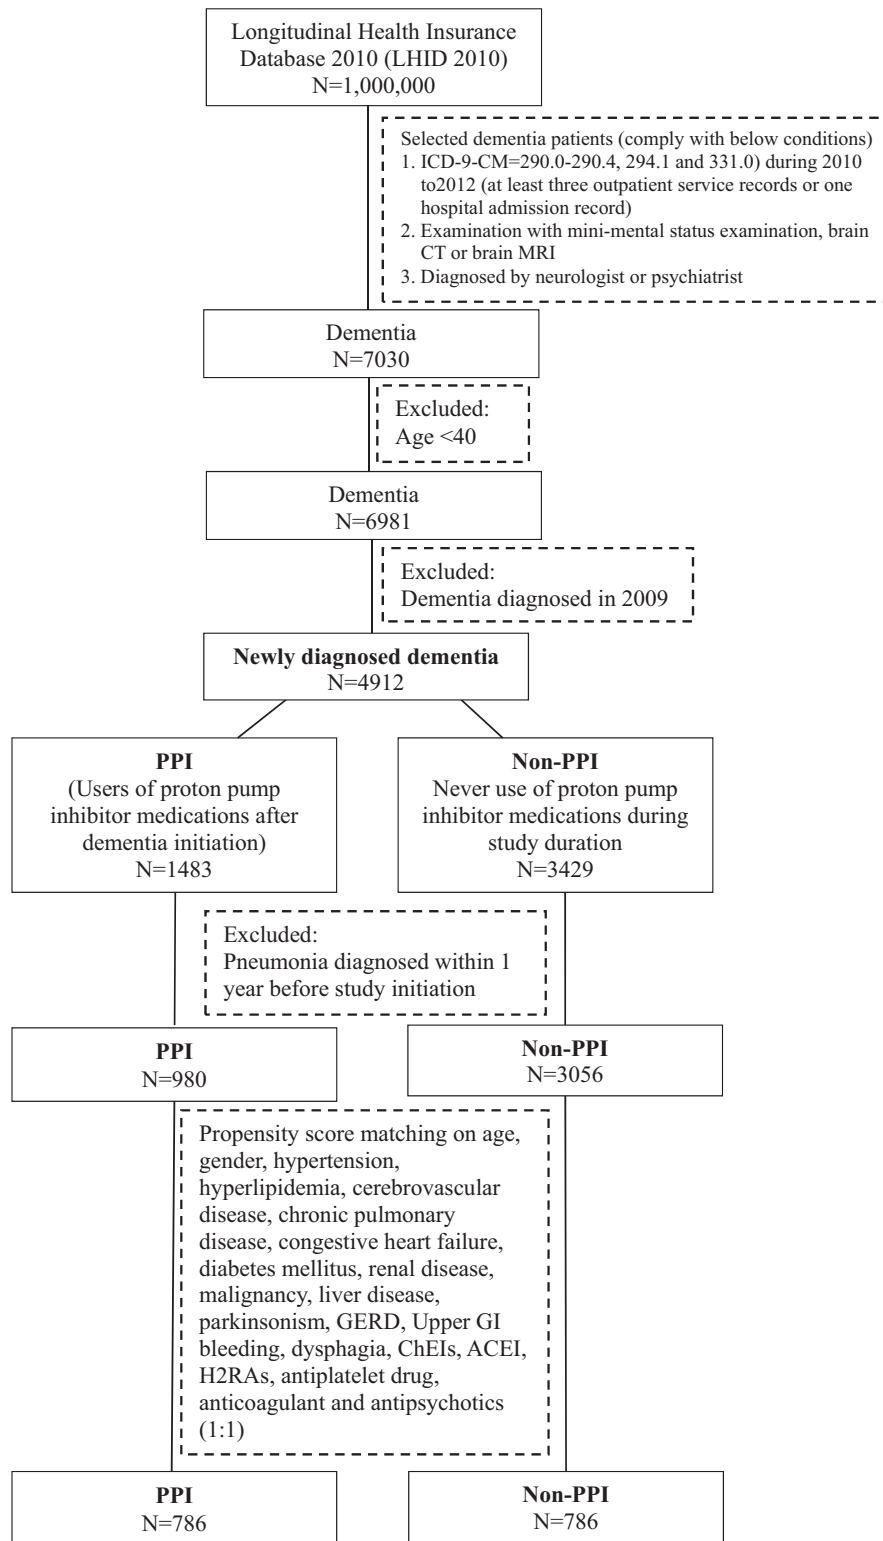 Longitudinal Health Insurance
Database 2010 (LHID 2010)
N=1,000,000
Selected dementia patients (comply with below conditions)
1. ICD-9-CM=290.0-290.4, 294.1 and 331.0) during 2010
to2012 (at least three outpatient service records or one
hospital admission record)
2. Examination with mini-mental status examination, brain
CT or brain MRI
3. Diagnosed by neurologist or psychiatrist
Dementia
N=7030
Excluded:
Age <40
Dementia
N=6981
Excluded:
Dementia diagnosed in 2009
Newly diagnosed dementia
N=4912
PPI
(Users of proton pump
inhibitor medications after
dementia initiation)
N=1483
Non-PPI
Never use of proton pump
inhibitor medications during
study duration
N=3429
Excluded:
Pneumonia diagnosed within 1
year before study initiation
PPI
N=980
Non-PPI
N=3056
Propensity score matching on age,
gender, hypertension,
hyperlipidemia, cerebrovascular
disease, chronic pulmonary
disease, congestive heart failure,
diabetes mellitus, renal disease,
malignancy, liver disease,
parkinsonism, GERD, Upper GI
bleeding, dysphagia, ChEIs, ACEI,
H2RAs, antiplatelet drug,
anticoagulant and antipsychotics
(1:1)
PPI
N=786
Non-PPI
N=786